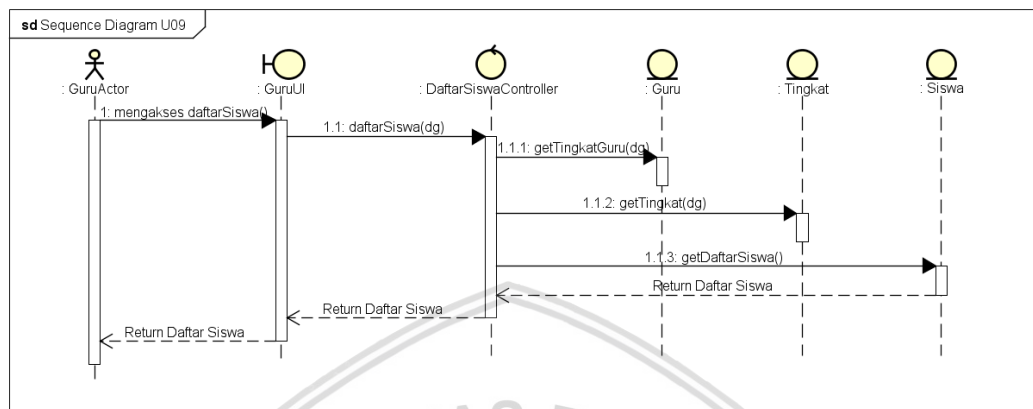 sd Sequence Diagram U09
: GuruActor
: GuruUI
: DaftarSiswaController
: Guru
: Tingkat
: Siswa
1: mengakses daftarSiswa()
1.1: daftarSiswa(dg)
1.1.1: getTingkatGuru(dg)
1.1.2: getTingkat(dg)
1.1.3: getDaftarSiswa()
Return Daftar Siswa
Return Daftar Siswa
Return Daftar Siswa